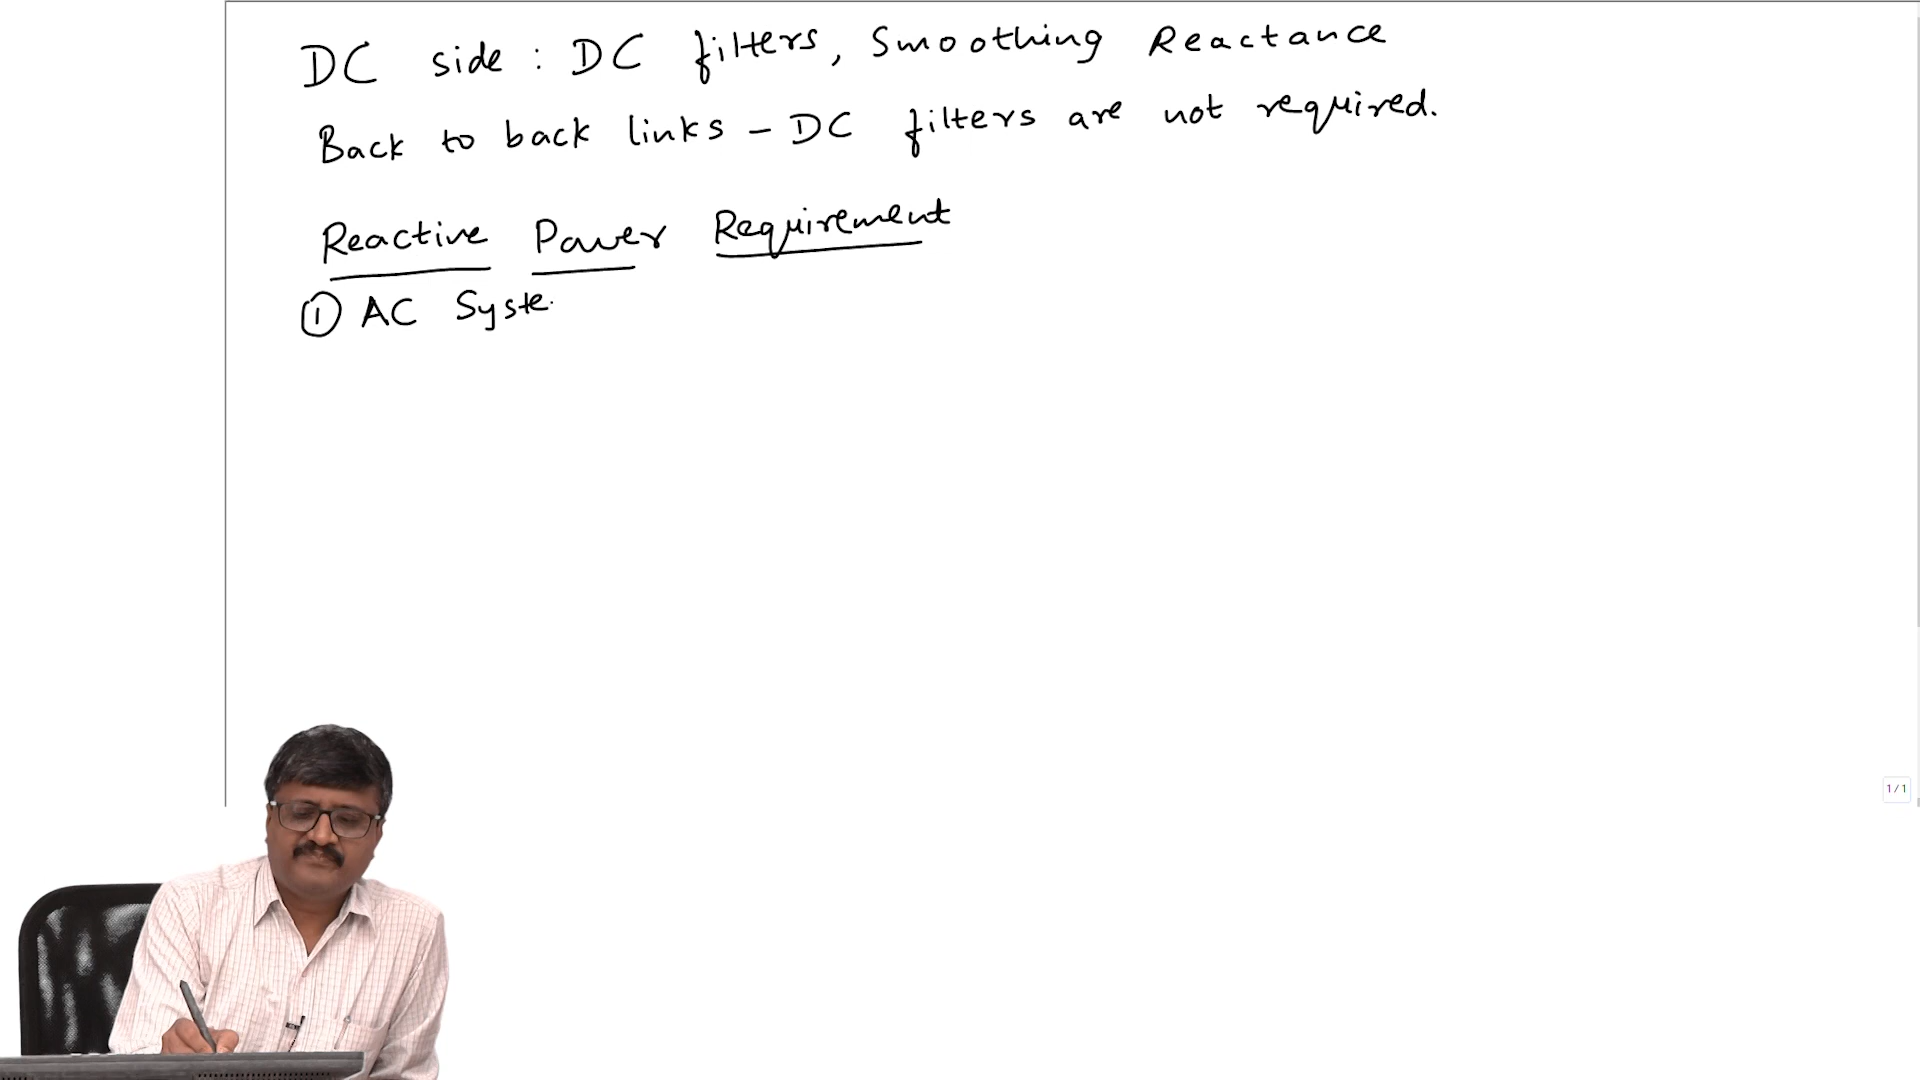 DC side : DC filters, Smoothing Reactance
Back to back links - DC filters are not required.
Reactive Power Requirement
① AC Syste
1/1